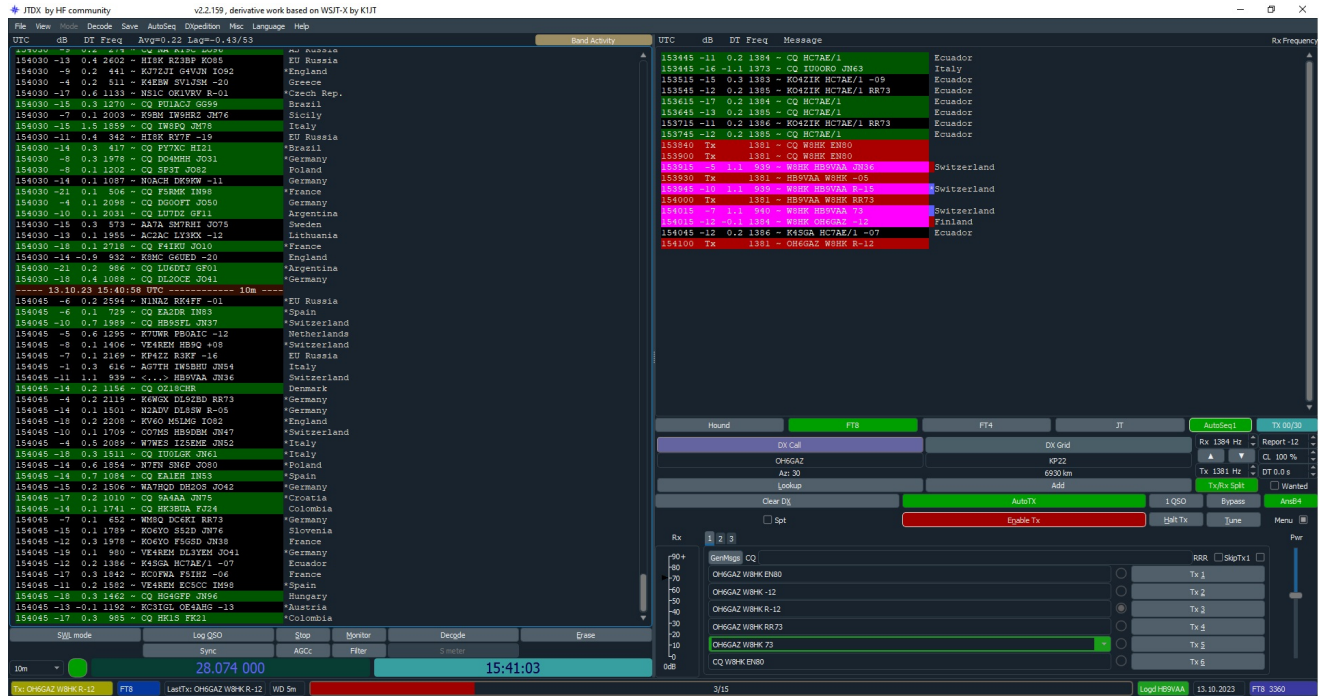 JTDX by HF community v2.2.159 , derivative work based on WSJT-X by K1JT
File View Mode Decode Save AutoSeq DXpedition Misc Language Help
UTC dB DT Freq Avg=0.22 Lag=-0.43/53 Band Activity
154030 -13 0.4 2602 ~ HI8K RZ3BP KO85 EU Russia
154030 -9 0.2 441 ~ KJ7ZJI G4VJN IO92 *England
154030 -4 0.2 511 ~ K4EBW SV1JSM -20 Greece
154030 -17 0.6 1133 ~ NS1C OK1VRV R-01 *Czech Rep.
154030 -15 0.3 1270 ~ CQ PU1ACJ GG99 Brazil
154030 -7 0.1 2003 ~ K9BM IW9HRZ JM76 Sicily
154030 -15 1.5 1859 ~ CQ IW8PQ JM78 Italy
154030 -11 0.4 342 ~ HI8K RY7F -19 EU Russia
154030 -14 0.3 417 ~ CQ PY7XC HI21 *Brazil
154030 -8 0.3 1978 ~ CQ DO4MHH JO31 *Germany
154030 -8 0.1 1202 ~ CQ SP3T JO82 Poland
154030 -14 0.1 1087 ~ N0ACH DK9KW -11 Germany
154030 -21 0.1 506 ~ CQ F5RMK IN98 *France
154030 -4 0.1 2098 ~ CQ DG0OFT JO50 Germany
154030 -10 0.1 2031 ~ CQ LU7DZ GF11 Argentina
154030 -15 0.3 573 ~ AA7A SM7RHI JO75 Sweden
154030 -13 0.1 1955 ~ AC2AC LY3KX -12 Lithuania
154030 -18 0.1 2718 ~ CQ F4IKU JO10 *France
154030 -14 -0.9 932 ~ K8MC G6UED -20 England
154030 -21 0.2 986 ~ CQ LU6DTJ GF01 *Argentina
154030 -18 0.4 1088 ~ CQ DL2OCE JO41 *Germany
----- 13.10.23 15:40:58 UTC ------------ 10m ----
154045 -6 0.2 2594 ~ N1NAZ RK4FF -01 *EU Russia
154045 -6 0.1 729 ~ CQ EA2DR IN83 *Spain
154045 -10 0.7 1989 ~ CQ HB9SFL JN37 *Switzerland
154045 -5 0.6 1295 ~ K7UWR PB0AIC -12 Netherlands
154045 -8 0.1 1406 ~ VE4REM HB9Q +08 *Switzerland
154045 -7 0.1 2169 ~ KP4ZZ R3KF -16 EU Russia
154045 -1 0.3 616 ~ AG7TH IW5BHU JN54 Italy
154045 -11 1.1 939 ~ <...> HB9VAA JN36 Switzerland
154045 -14 0.2 1156 ~ CQ OZ18CHR Denmark
154045 -4 0.2 2119 ~ K6WGX DL9ZBD RR73 *Germany
154045 -14 0.1 1501 ~ N2ADV DL8SW R-05 *Germany
154045 -18 0.2 2208 ~ KV6O M5LMG IO82 *England
154045 -10 0.1 1709 ~ CO7MS HB9DBM JN47 *Switzerland
154045 -4 0.5 2089 ~ W7WES IZ5EME JN52 *Italy
154045 -18 0.3 1511 ~ CQ IU0LGK JN61 *Italy
154045 -14 0.6 1854 ~ N7FN SN6P JO80 *Poland
154045 -14 0.7 1084 ~ CQ EA1EH IN53 *Spain
154045 -15 0.2 1506 ~ WA7HQD DH2OS JO42 *Germany
154045 -17 0.2 1010 ~ CQ 9A4AA JN75 *Croatia
154045 -14 0.1 1741 ~ CQ HK3BUA FJ24 Colombia
154045 -7 0.1 652 ~ WM8Q DC6KI RR73 *Germany
154045 -15 0.1 1789 ~ KO6YO S52D JN76 Slovenia
154045 -12 0.3 1978 ~ KO6YO F5GSD JN38 France
154045 -19 0.1 980 ~ VE4REM DL3YEM JO41 *Germany
154045 -12 0.2 1386 ~ K4SGA HC7AE/1 -07 Ecuador
154045 -17 0.3 1842 ~ KC0FWA F5IHZ -06 France
154045 -11 0.2 1582 ~ VE4REM EC5CC IM98 *Spain
154045 -18 0.3 1462 ~ CQ HG4GFP JN96 Hungary
154045 -13 -0.1 1192 ~ KC3IGL OE4AHG -13 *Austria
154045 -17 0.3 985 ~ CQ HK1S FK21 *Colombia
SWL mode Log QSO Stop Monitor Decode Erase
Sync AGCc Filter S meter
10m 28.074 000 15:41:03
UTC dB DT Freq Message Rx Frequency
153445 -11 0.2 1384 ~ CQ HC7AE/1 Ecuador
153445 -16 -1.1 1373 ~ CQ IU0ORO JN63 Italy
153515 -15 0.3 1383 ~ KO4ZIK HC7AE/1 -09 Ecuador
153545 -12 0.2 1385 ~ KO4ZIK HC7AE/1 RR73 Ecuador
153615 -17 0.2 1384 ~ CQ HC7AE/1 Ecuador
153645 -13 0.2 1385 ~ CQ HC7AE/1 Ecuador
153715 -11 0.2 1386 ~ KO4ZIK HC7AE/1 RR73 Ecuador
153745 -12 0.2 1385 ~ CQ HC7AE/1 Ecuador
153840 Tx 1381 ~ CQ W8HK EN80
153900 Tx 1381 ~ CQ W8HK EN80
153915 -5 1.1 939 ~ W8HK HB9VAA JN36 Switzerland
153930 Tx 1381 ~ HB9VAA W8HK -05
153945 -10 1.1 939 ~ W8HK HB9VAA R-15 *Switzerland
154000 Tx 1381 ~ HB9VAA W8HK RR73
154015 -7 1.1 940 ~ W8HK HB9VAA 73 Switzerland
154015 -12 -0.1 1384 ~ W8HK OH6GAZ -12 Finland
154045 -12 0.2 1386 ~ K4SGA HC7AE/1 -07 Ecuador
154100 Tx 1381 ~ OH6GAZ W8HK R-12
Hound FT8 FT4 JT AutoSeq1 TX 00/30
DX Call DX Grid Rx 1384 Hz Report -12
OH6GAZ KP22 CL 100 %
Az: 30 6930 km Tx 1381 Hz DT 0.0 s
Lookup Add Tx/Rx Split Wanted
Clear DX AutoTX 1 QSO Bypass AnsB4
Spt Enable Tx Halt Tx Tune Menu
Rx 1 2 3 Pwr
GenMsgs CQ RRR SkipTx1
OH6GAZ W8HK EN80 Tx 1
OH6GAZ W8HK -12 Tx 2
OH6GAZ W8HK R-12 Tx 3
OH6GAZ W8HK RR73 Tx 4
OH6GAZ W8HK 73 Tx 5
CQ W8HK EN80 Tx 6
90+
80
70
60
50
40
30
20
10
0
0dB
Tx: OH6GAZ W8HK R-12 FT8 LastTx: OH6GAZ W8HK R-12 WD 5m 3/15 Logd HB9VAA 13.10.2023 FT8 3360